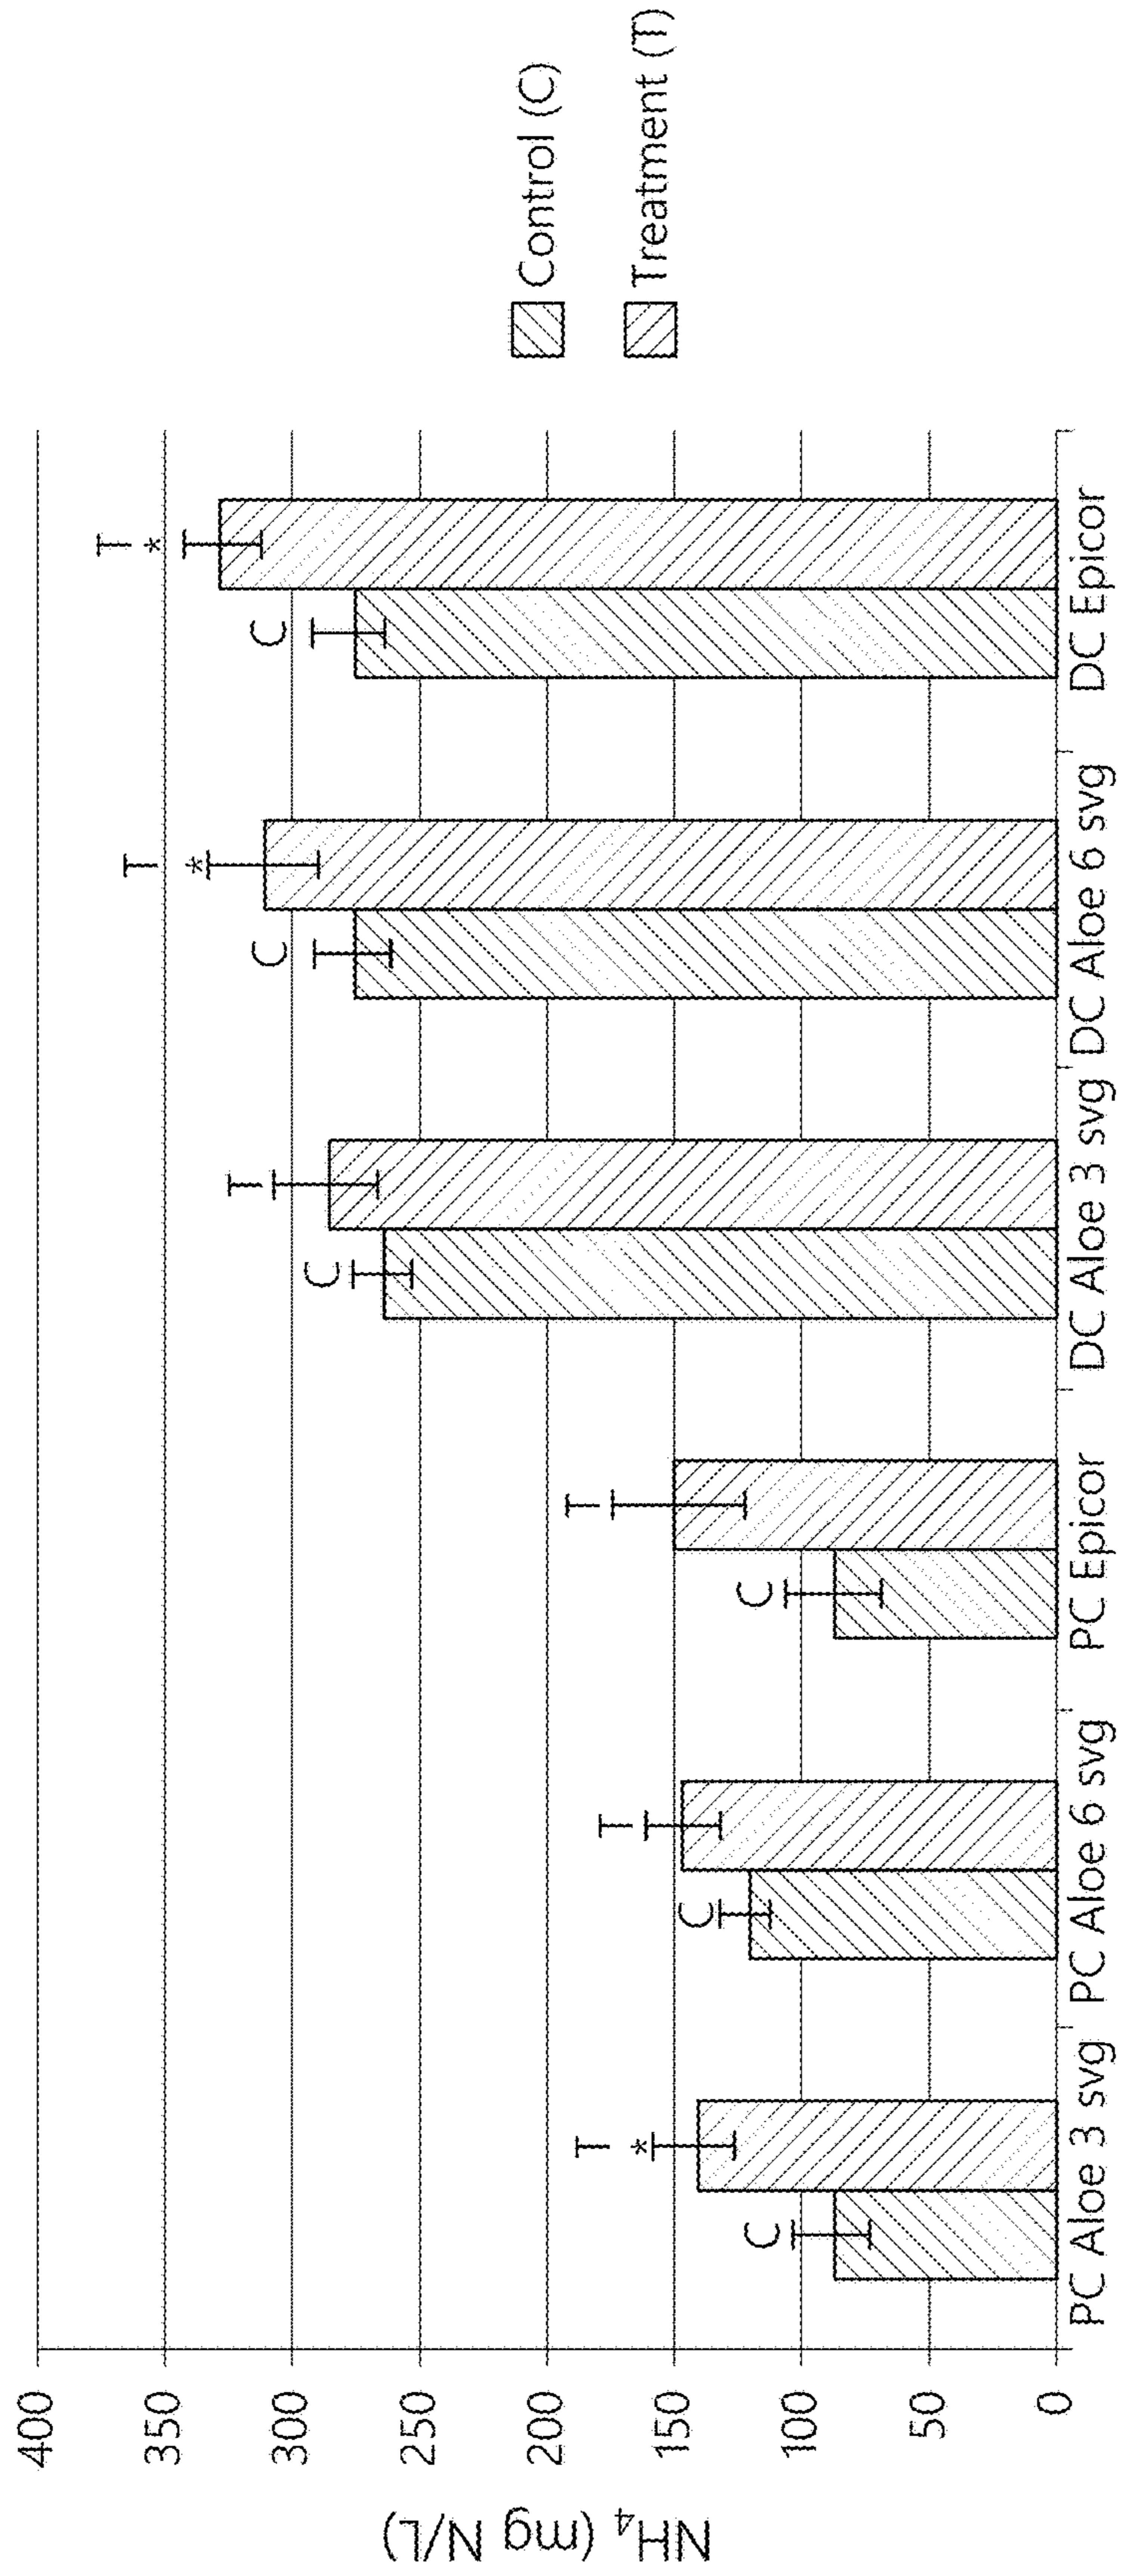 NH₄ (mg N/L)
400
350
300
250
200
150
100
50
0
C
T
*
C
T
C
T
C
T
C
T
*
C
T
*
PC Aloe 3 svg
PC Aloe 6 svg
PC Epicor
DC Aloe 3 svg
DC Aloe 6 svg
DC Epicor
Control (C)
Treatment (T)